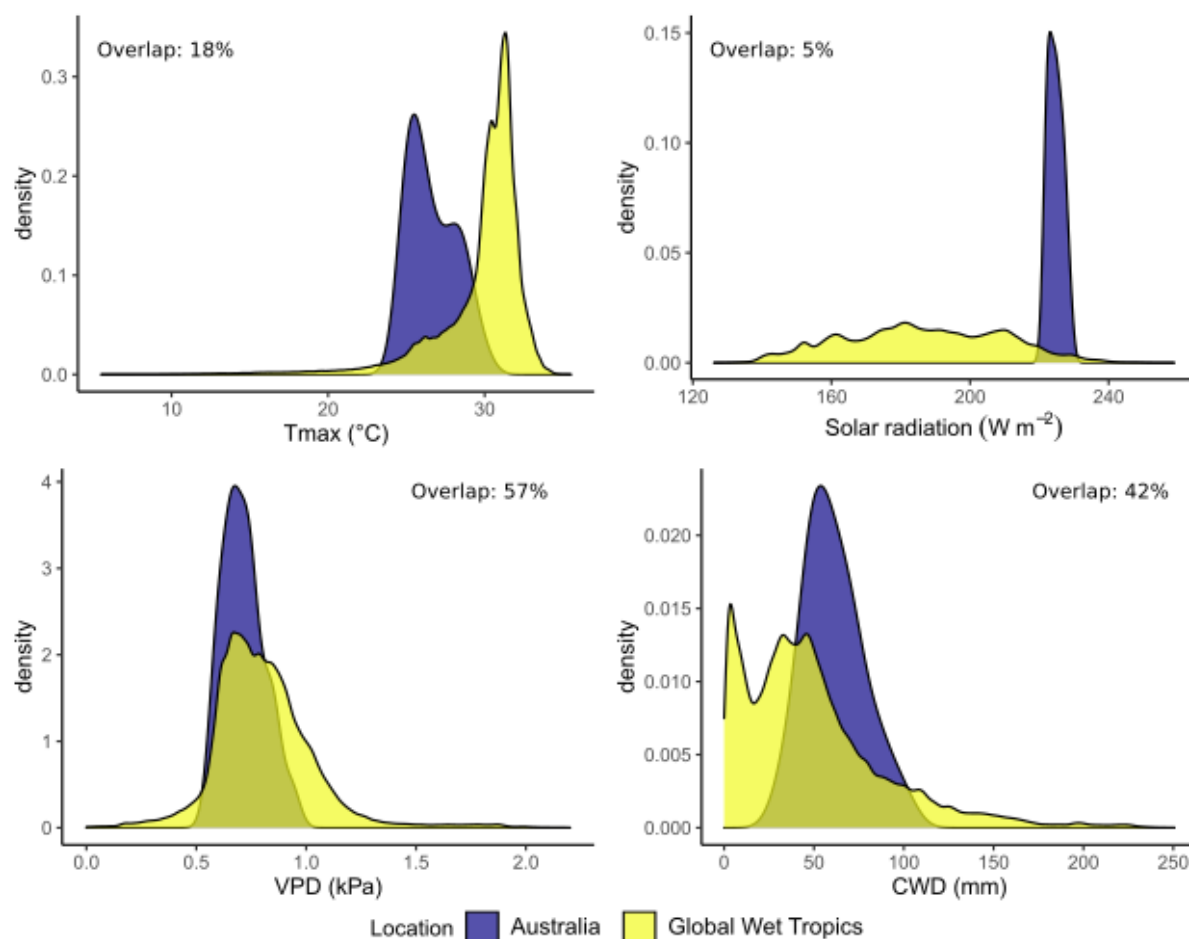 Overlap: 18%
density
0.3
0.2
0.1
0.0
10 20 30
Tmax (°C)
Overlap: 5%
density
0.15
0.10
0.05
0.00
120 160 200 240
Solar radiation (W m⁻²)
Overlap: 57%
density
4
3
2
1
0
0.0 0.5 1.0 1.5 2.0
VPD (kPa)
Overlap: 42%
density
0.020
0.015
0.010
0.005
0.000
0 50 100 150 200 250
CWD (mm)
Location Australia Global Wet Tropics